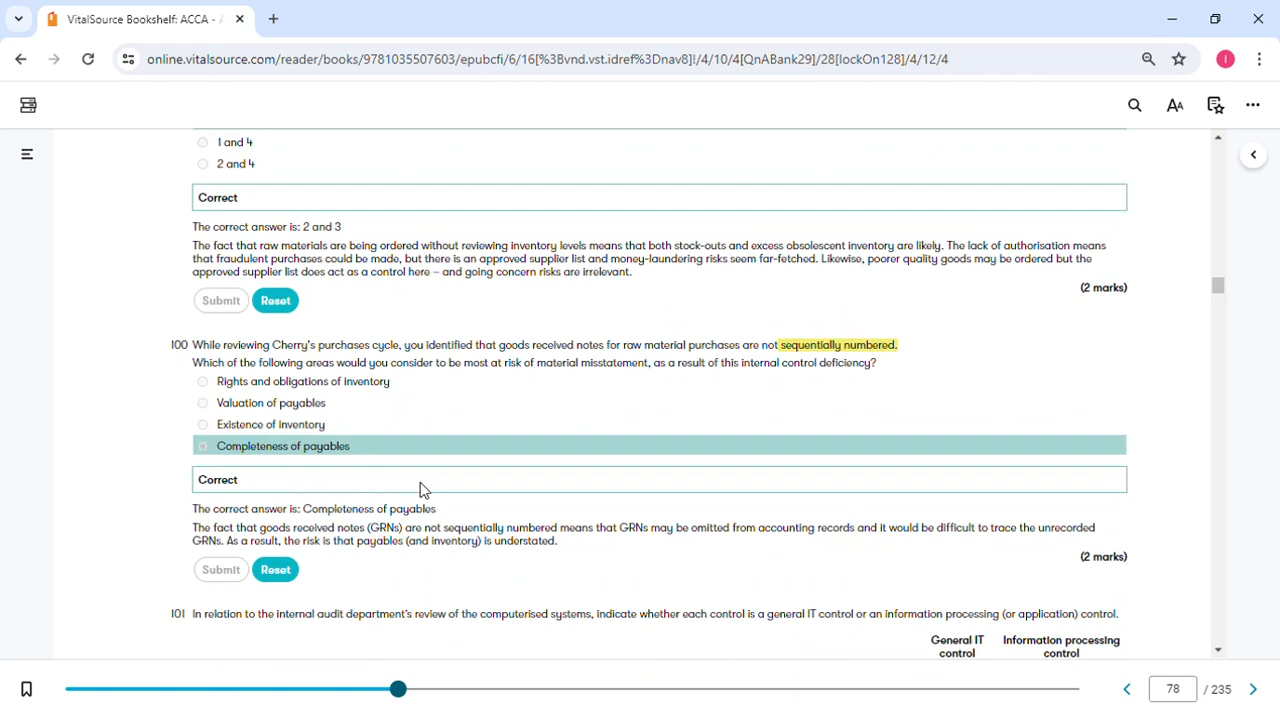 VitalSource Bookshelf: ACCA -
online.vitalsource.com/reader/books/9781035507603/epubcfi/6/16[%3Bvnd.vst.idref%3Dnav8]!/4/10/4[QnABank29]/28[lockOn128]/4/12/4
I
AA
1 and 4
2 and 4
Correct
The correct answer is: 2 and 3
The fact that raw materials are being ordered without reviewing inventory levels means that both stock-outs and excess obsolescent inventory are likely. The lack of authorisation means
that fraudulent purchases could be made, but there is an approved supplier list and money-laundering risks seem far-fetched. Likewise, poorer quality goods may be ordered but the
approved supplier list does act as a control here – and going concern risks are irrelevant.
(2 marks)
Submit Reset
100 While reviewing Cherry's purchases cycle, you identified that goods received notes for raw material purchases are not sequentially numbered.
Which of the following areas would you consider to be most at risk of material misstatement, as a result of this internal control deficiency?
Rights and obligations of inventory
Valuation of payables
Existence of inventory
Completeness of payables
Correct
The correct answer is: Completeness of payables
The fact that goods received notes (GRNs) are not sequentially numbered means that GRNs may be omitted from accounting records and it would be difficult to trace the unrecorded
GRNs. As a result, the risk is that payables (and inventory) is understated.
(2 marks)
Submit Reset
101 In relation to the internal audit department's review of the computerised systems, indicate whether each control is a general IT control or an information processing (or application) control.
General IT Information processing
control control
78 / 235